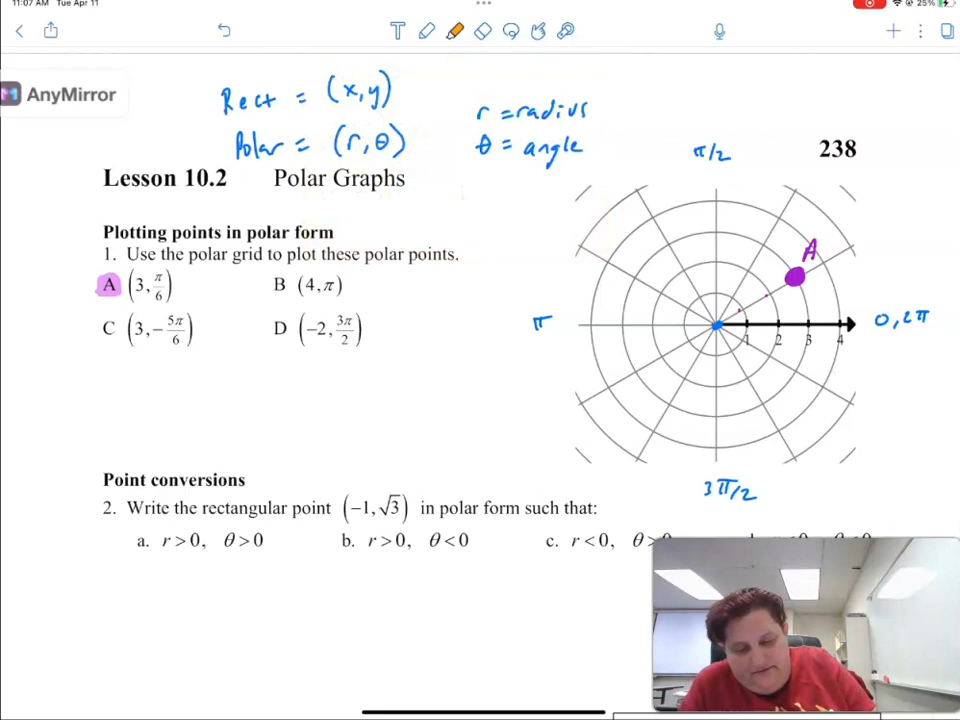 11:07 AM Tue Apr 11
25%
AnyMirror
Rect = (x,y)
Polar = (r,θ)
r = radius
θ = angle
238
Lesson 10.2 Polar Graphs
π/2
Plotting points in polar form
1. Use the polar grid to plot these polar points.
A (3, π/6) B (4, π)
C (3, −5π/6) D (−2, 3π/2)
A
π
0, 2π
1 2 3 4
3π/2
Point conversions
2. Write the rectangular point (−1, √3) in polar form such that:
a. r > 0, θ > 0 b. r > 0, θ < 0 c. r < 0, θ >